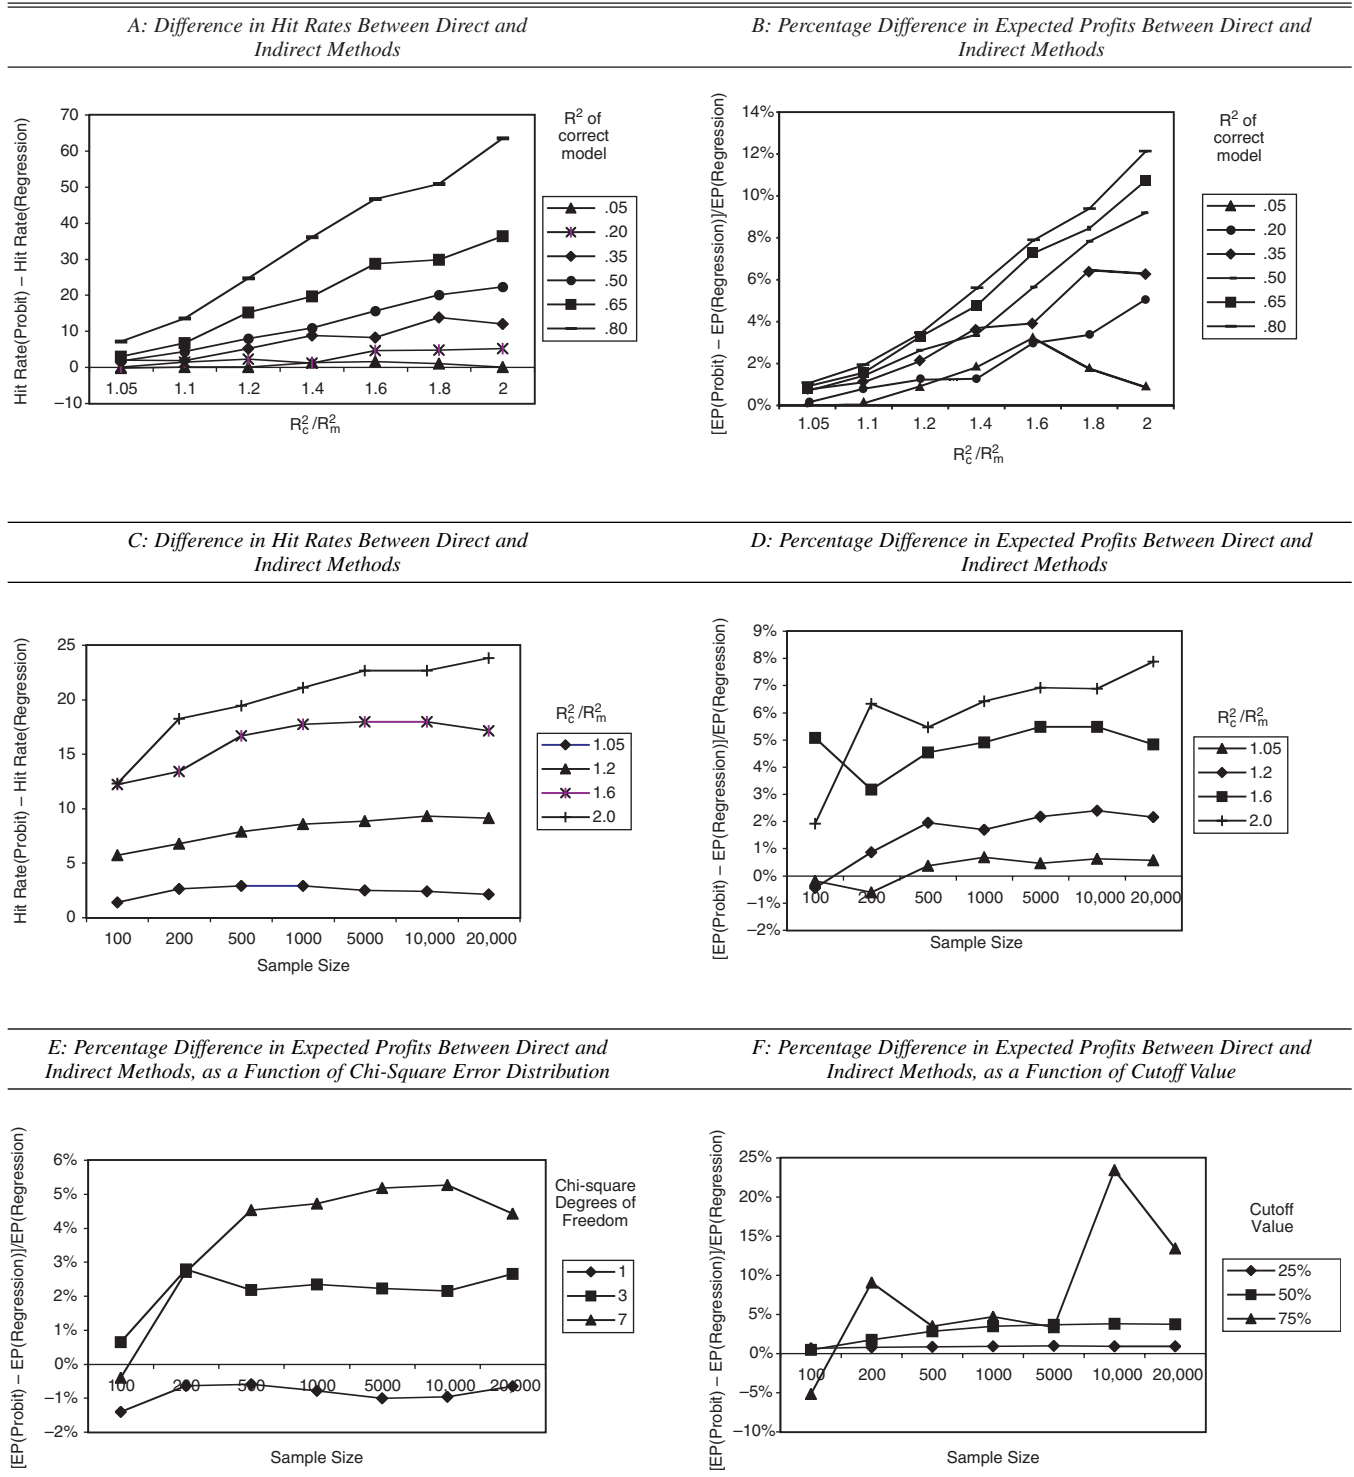 A: Difference in Hit Rates Between Direct and
Indirect Methods
Hit Rate(Probit) – Hit Rate(Regression)
70
60
50
40
30
20
10
0
–10
1.05 1.1 1.2 1.4 1.6 1.8 2
R²c/R²m
R² of
correct
model
.05
.20
.35
.50
.65
.80
B: Percentage Difference in Expected Profits Between Direct and
Indirect Methods
[EP(Probit) – EP(Regression)]/EP(Regression)
14%
12%
10%
8%
6%
4%
2%
0%
1.05 1.1 1.2 1.4 1.6 1.8 2
R²c/R²m
R² of
correct
model
.05
.20
.35
.50
.65
.80
C: Difference in Hit Rates Between Direct and
Indirect Methods
Hit Rate(Probit) – Hit Rate(Regression)
25
20
15
10
5
0
100 200 500 1000 5000 10,000 20,000
Sample Size
R²c/R²m
1.05
1.2
1.6
2.0
D: Percentage Difference in Expected Profits Between Direct and
Indirect Methods
[EP(Probit) – EP(Regression)]/EP(Regression)
9%
8%
7%
6%
5%
4%
3%
2%
1%
0%
–1%
–2%
100 200 500 1000 5000 10,000 20,000
Sample Size
R²c/R²m
1.05
1.2
1.6
2.0
E: Percentage Difference in Expected Profits Between Direct and
Indirect Methods, as a Function of Chi-Square Error Distribution
[EP(Probit) – EP(Regression)]/EP(Regression)
6%
5%
4%
3%
2%
1%
0%
–1%
–2%
100 200 500 1000 5000 10,000 20,000
Sample Size
Chi-square
Degrees of
Freedom
1
3
7
F: Percentage Difference in Expected Profits Between Direct and
Indirect Methods, as a Function of Cutoff Value
[EP(Probit) – EP(Regression)]/EP(Regression)
25%
20%
15%
10%
5%
0%
–5%
–10%
100 200 500 1000 5000 10,000 20,000
Sample Size
Cutoff
Value
25%
50%
75%